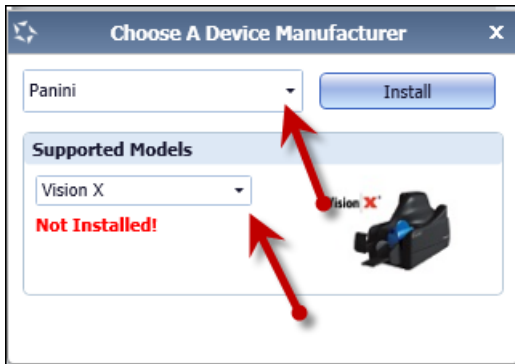 Choose A Device Manufacturer X
Panini
Install
Supported Models
Vision X
Not Installed!
Vision X